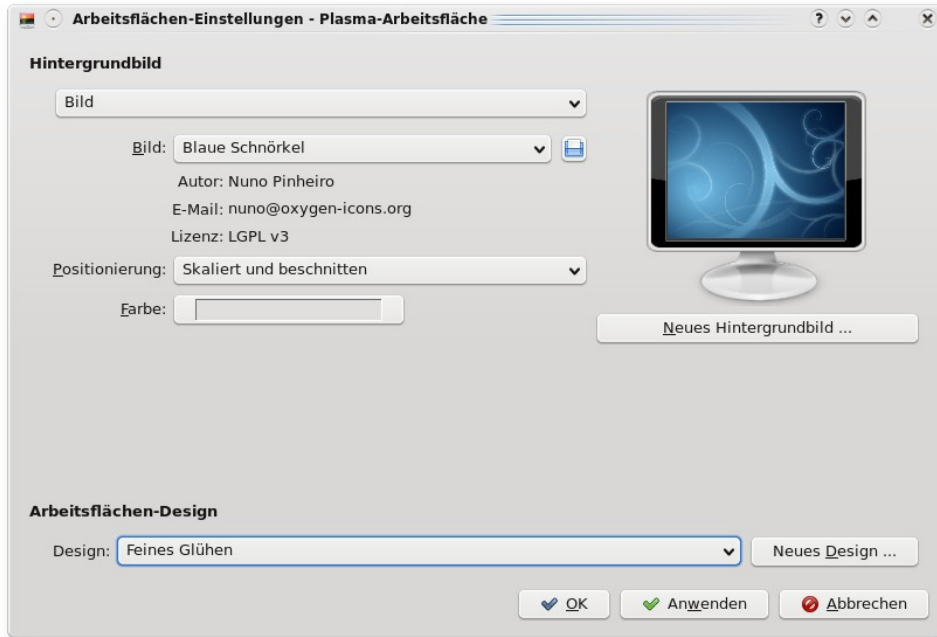 Arbeitsflächen-Einstellungen - Plasma-Arbeitsfläche
Hintergrundbild
Bild
Bild: Blaue Schnörkel
Autor: Nuno Pinheiro
E-Mail: nuno@oxygen-icons.org
Lizenz: LGPL v3
Positionierung: Skaliert und beschnitten
Farbe:
Neues Hintergrundbild ...
Arbeitsflächen-Design
Design: Feines Glühen Neues Design ...
OK Anwenden Abbrechen